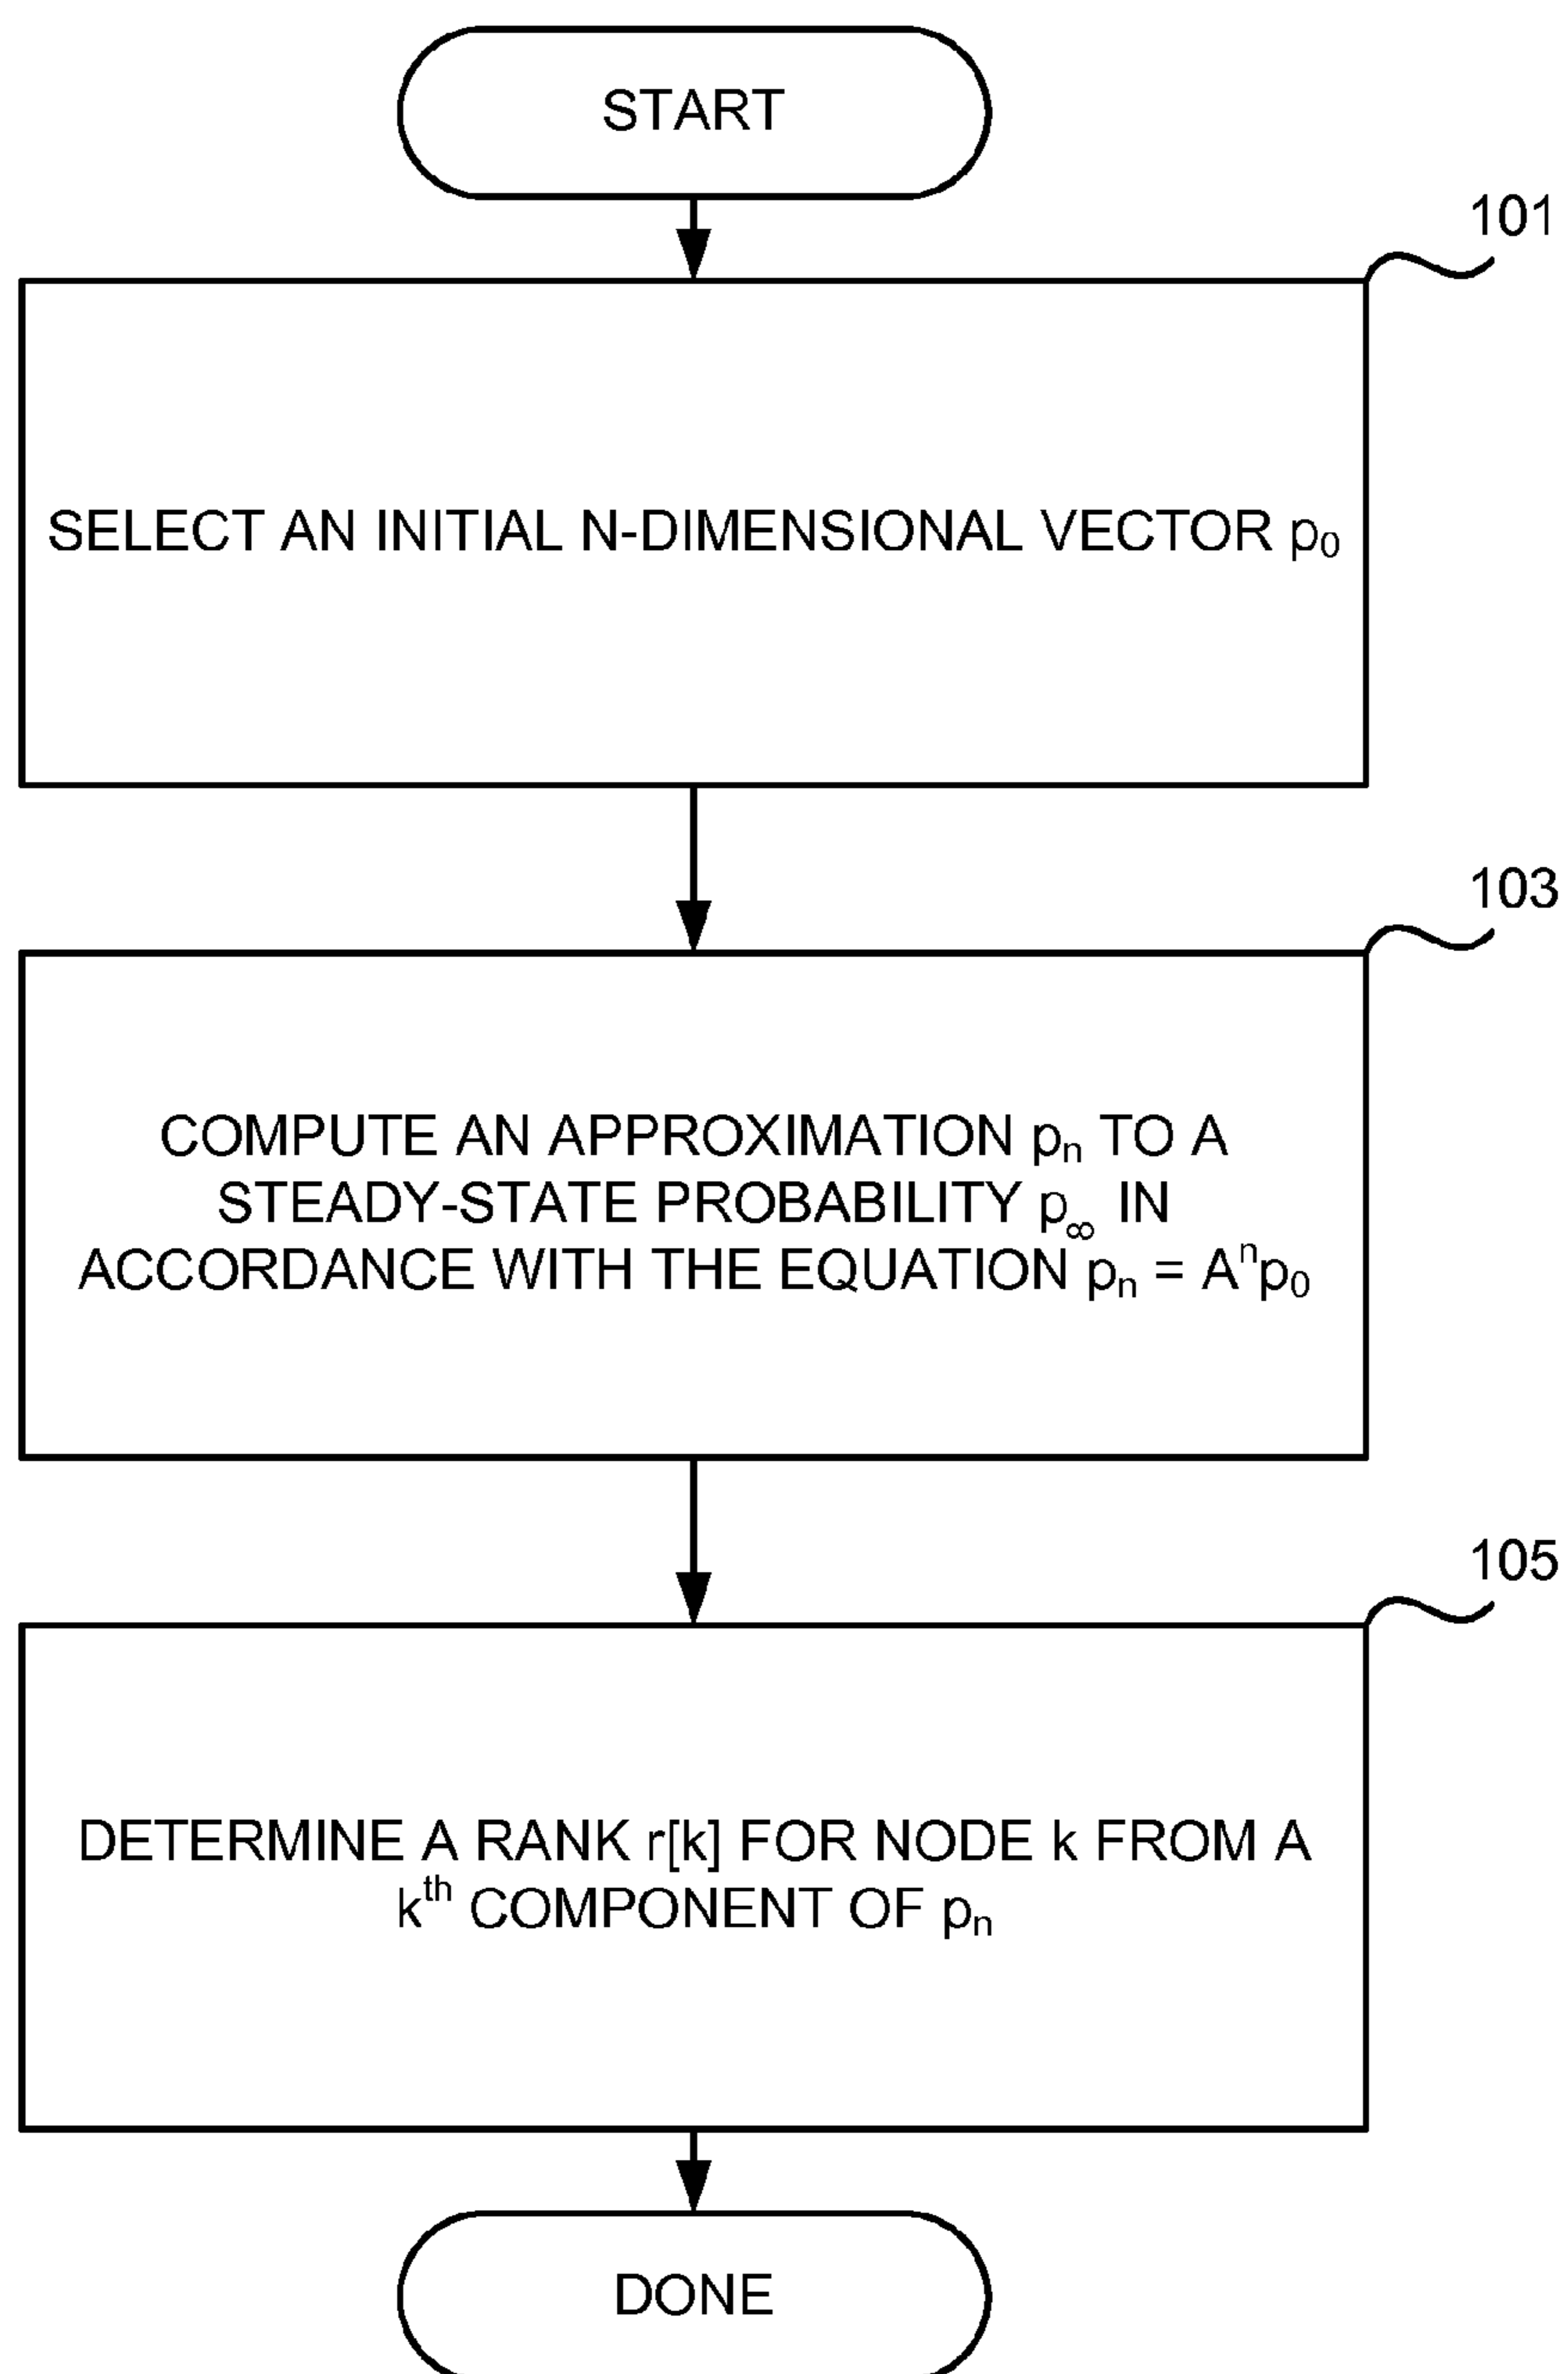 START
101
SELECT AN INITIAL N-DIMENSIONAL VECTOR p₀
103
COMPUTE AN APPROXIMATION pₙ TO A
STEADY-STATE PROBABILITY p∞ IN
ACCORDANCE WITH THE EQUATION pₙ = Aⁿp₀
105
DETERMINE A RANK r[k] FOR NODE k FROM A
kᵗʰ COMPONENT OF pₙ
DONE